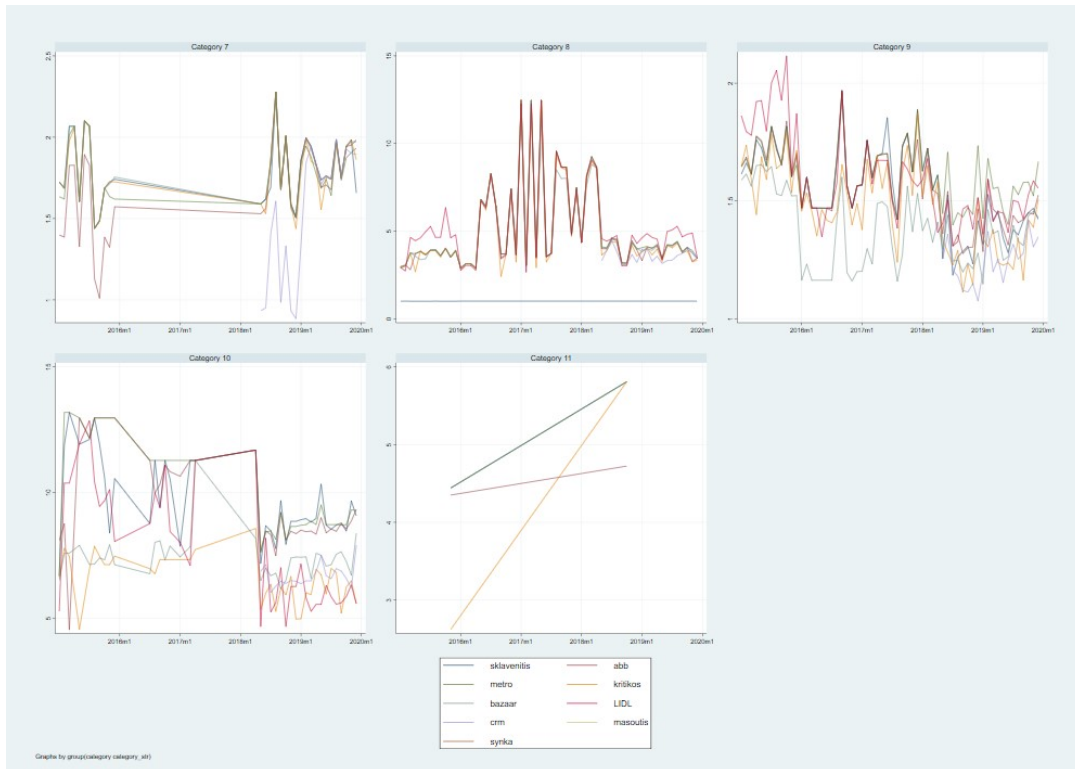 Category 7
Category 8
Category 9
2.5
2
1.5
1
2016m1
2017m1
2018m1
2019m1
2020m1
15
10
5
0
2016m1
2017m1
2018m1
2019m1
2020m1
2
1.5
1
2016m1
2017m1
2018m1
2019m1
2020m1
Category 10
Category 11
15
10
5
2016m1
2017m1
2018m1
2019m1
2020m1
6
5
4
3
2016m1
2017m1
2018m1
2019m1
2020m1
sklavenitis
abb
metro
kritikos
bazaar
LIDL
crm
masoutis
synka
Graphs by group(category category_str)